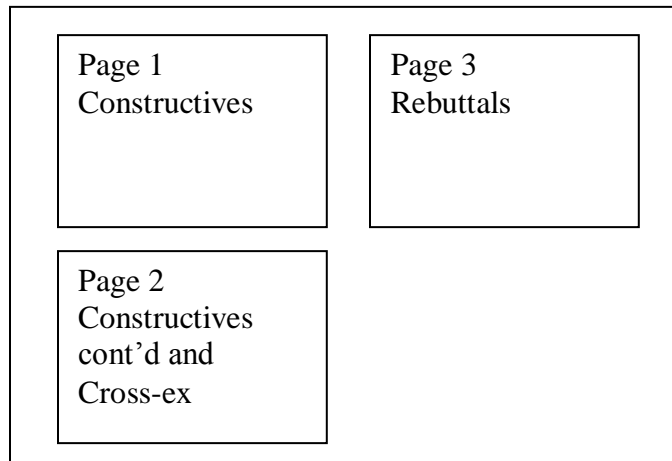 Page 1
Constructives
Page 3
Rebuttals
Page 2
Constructives
cont’d and
Cross-ex